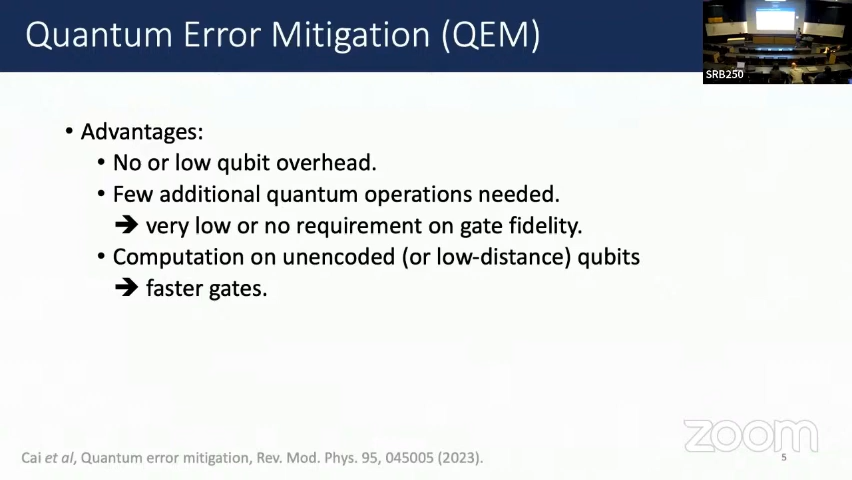 Quantum Error Mitigation (QEM)
SRB250
• Advantages:
• No or low qubit overhead.
• Few additional quantum operations needed.
➔ very low or no requirement on gate fidelity.
• Computation on unencoded (or low-distance) qubits
➔ faster gates.
zoom
Cai et al, Quantum error mitigation, Rev. Mod. Phys. 95, 045005 (2023).
5